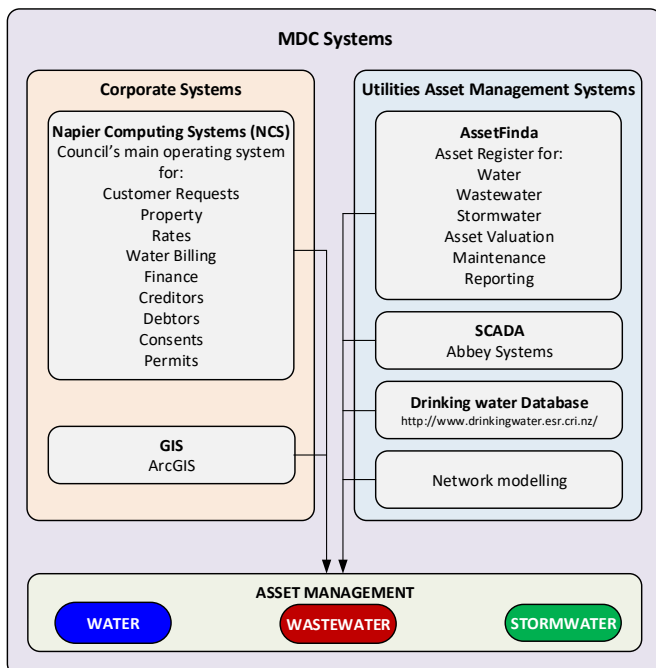 MDC Systems
Corporate Systems
Napier Computing Systems (NCS)
Council's main operating system
for:
Customer Requests
Property
Rates
Water Billing
Finance
Creditors
Debtors
Consents
Permits
GIS
ArcGIS
Utilities Asset Management Systems
AssetFinda
Asset Register for:
Water
Wastewater
Stormwater
Asset Valuation
Maintenance
Reporting
SCADA
Abbey Systems
Drinking water Database
http://www.drinkingwater.esr.cri.nz/
Network modelling
ASSET MANAGEMENT
WATER
WASTEWATER
STORMWATER